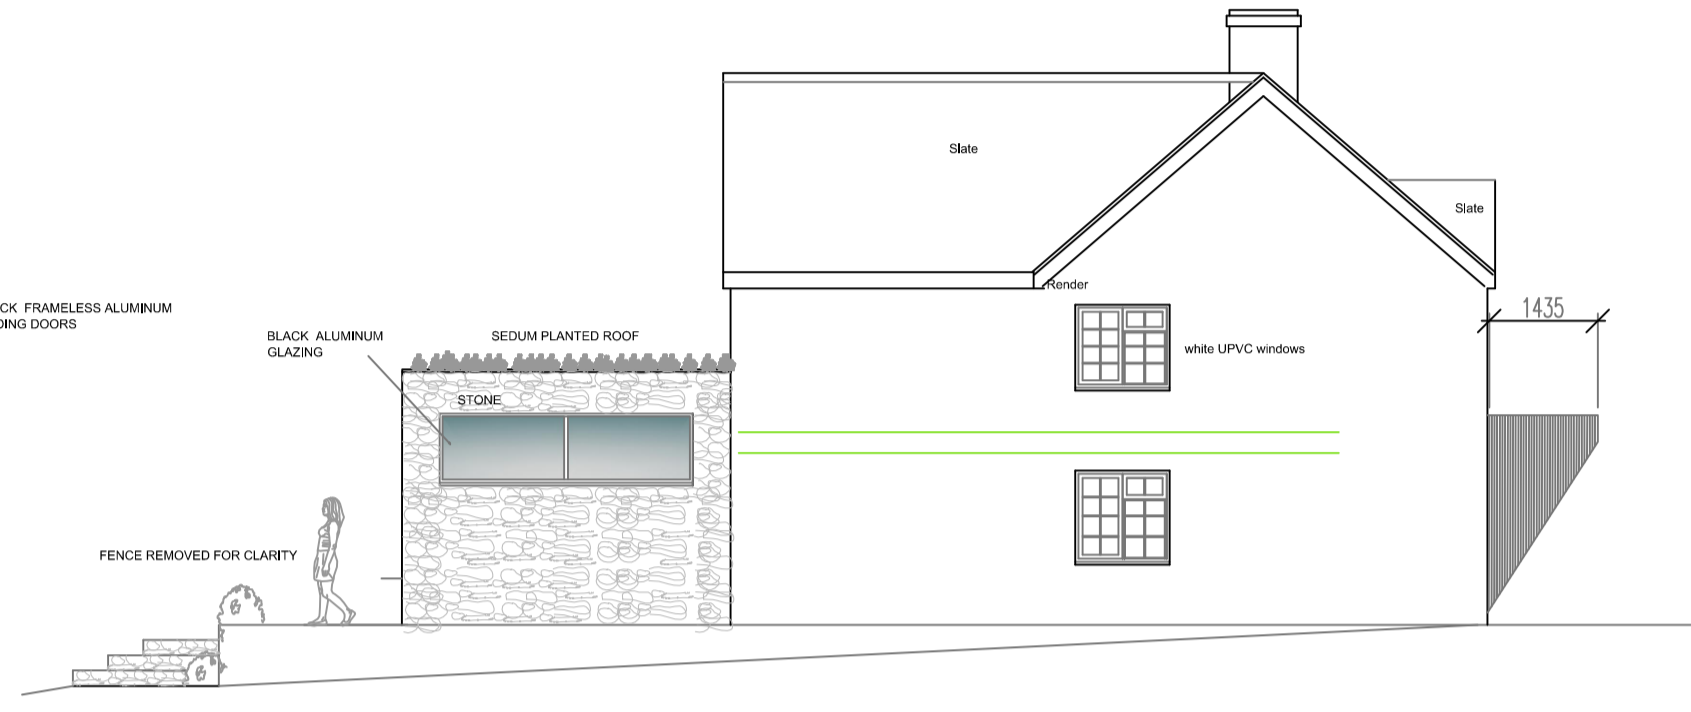 Slate
Slate
Render
CK FRAMELESS ALUMINUM
DING DOORS
1435
BLACK ALUMINUM
GLAZING
SEDUM PLANTED ROOF
white UPVC windows
STONE
FENCE REMOVED FOR CLARITY